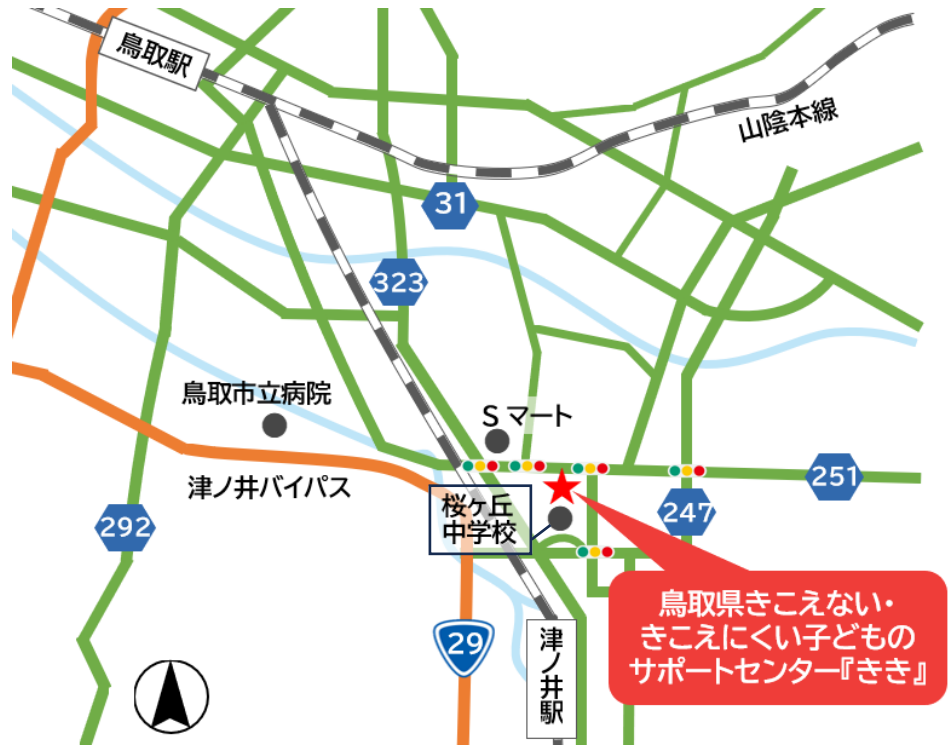 鳥取駅
山陰本線
31
323
鳥取市立病院
Sマート
津ノ井バイパス
251
桜ヶ丘
中学校
247
292
鳥取県きこえない・
きこえにくい子どもの
サポートセンター『きき』
29
津ノ井駅